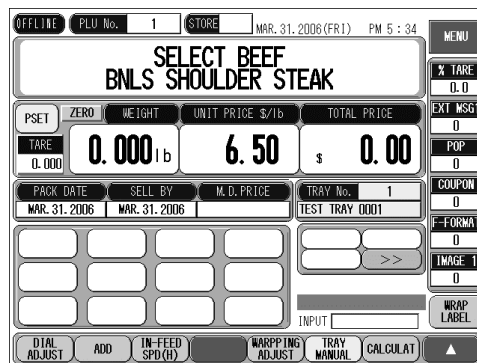 OFFLINE PLU No. 1 STORE MAR. 31. 2006 (FRI) PM 5 : 34
MENU
SELECT BEEF
BNLS SHOULDER STEAK
% TARE
0.0
EXT MSG
0
POP
0
COUPON
0
F-FORMA
0
IMAGE 1
0
WRAP
LABEL
PSET ZERO WEIGHT UNIT PRICE $/lb TOTAL PRICE
TARE
0.000
0.000 lb 6.50 $ 0.00
PACK DATE SELL BY M.D.PRICE TRAY No. 1
MAR. 31. 2006 MAR. 31. 2006 TEST TRAY 0001
>>
INPUT
DIAL ADJUST ADD IN-FEED SPD(H) WARPPING ADJUST TRAY MANUAL CALCULAT ▲